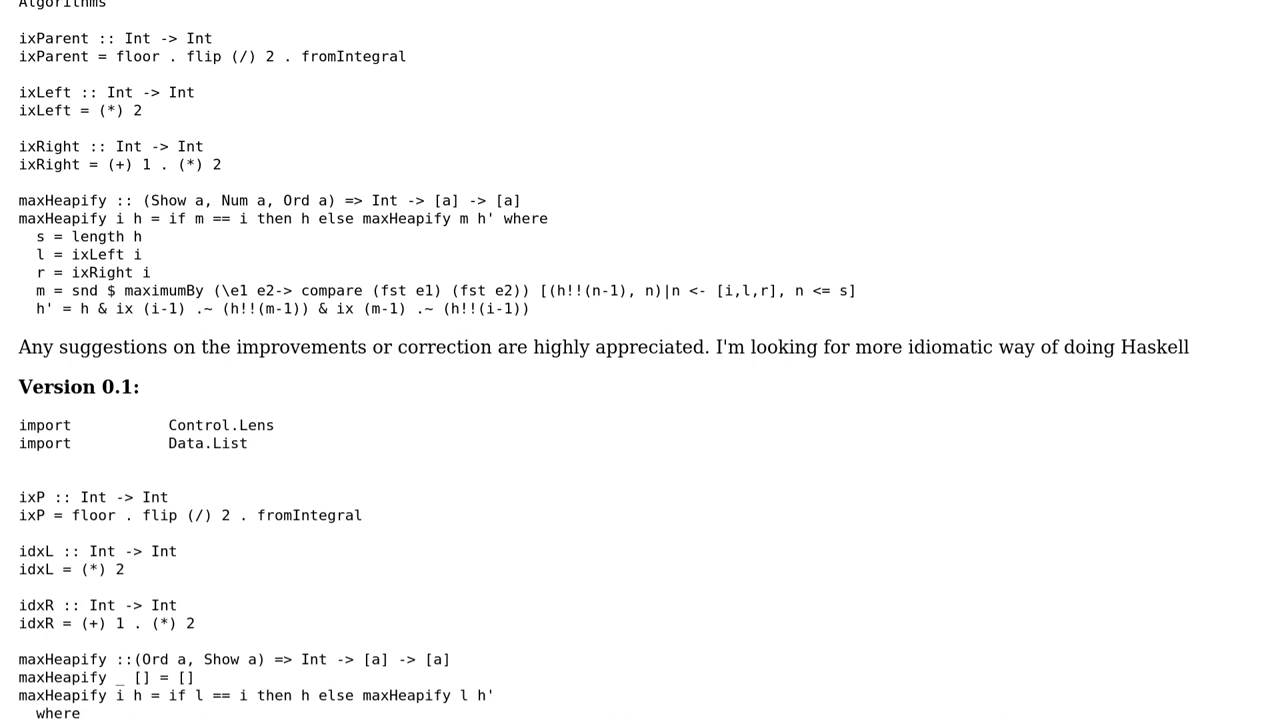 Algorithms
ixParent :: Int -> Int
ixParent = floor . flip (/) 2 . fromIntegral
ixLeft :: Int -> Int
ixLeft = (*) 2
ixRight :: Int -> Int
ixRight = (+) 1 . (*) 2
maxHeapify :: (Show a, Num a, Ord a) => Int -> [a] -> [a]
maxHeapify i h = if m == i then h else maxHeapify m h' where
  s = length h
  l = ixLeft i
  r = ixRight i
  m = snd $ maximumBy (\e1 e2-> compare (fst e1) (fst e2)) [(h!!(n-1), n)|n <- [i,l,r], n <= s]
  h' = h & ix (i-1) .~ (h!!(m-1)) & ix (m-1) .~ (h!!(i-1))
Any suggestions on the improvements or correction are highly appreciated. I'm looking for more idiomatic way of doing Haskell
Version 0.1:
import           Control.Lens
import           Data.List
ixP :: Int -> Int
ixP = floor . flip (/) 2 . fromIntegral
idxL :: Int -> Int
idxL = (*) 2
idxR :: Int -> Int
idxR = (+) 1 . (*) 2
maxHeapify ::(Ord a, Show a) => Int -> [a] -> [a]
maxHeapify _ [] = []
maxHeapify i h = if l == i then h else maxHeapify l h'
  where